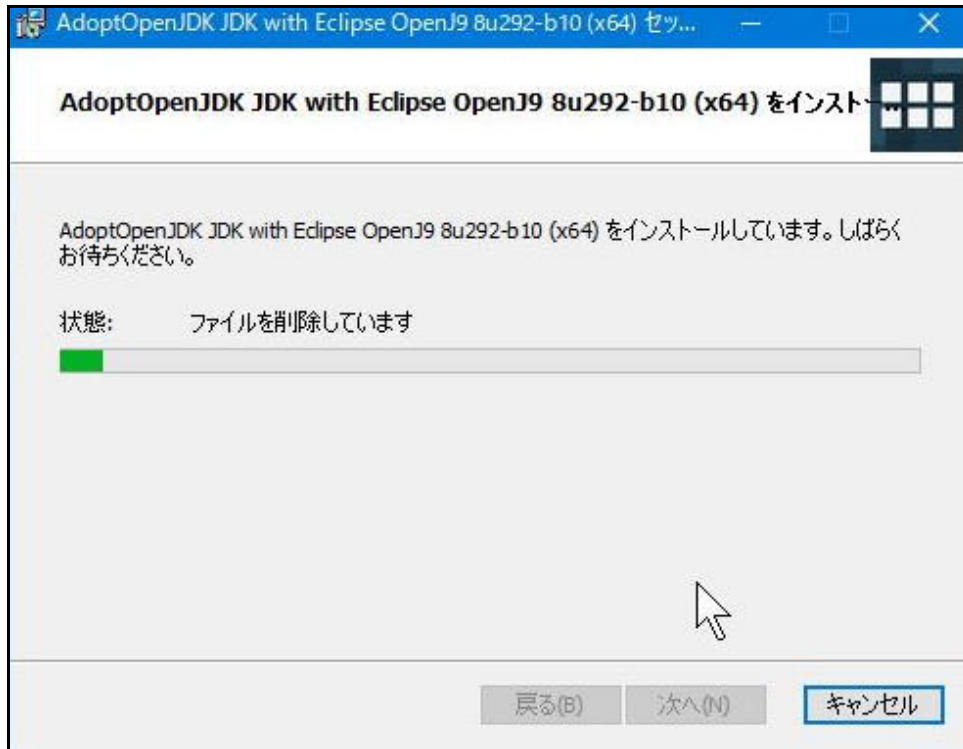 AdoptOpenJDK JDK with Eclipse OpenJ9 8u292-b10 (x64) セッ...
AdoptOpenJDK JDK with Eclipse OpenJ9 8u292-b10 (x64) をインストー...
AdoptOpenJDK JDK with Eclipse OpenJ9 8u292-b10 (x64) をインストールしています。しばらく
お待ちください。
状態: ファイルを削除しています
戻る(B) 次へ(N) キャンセル